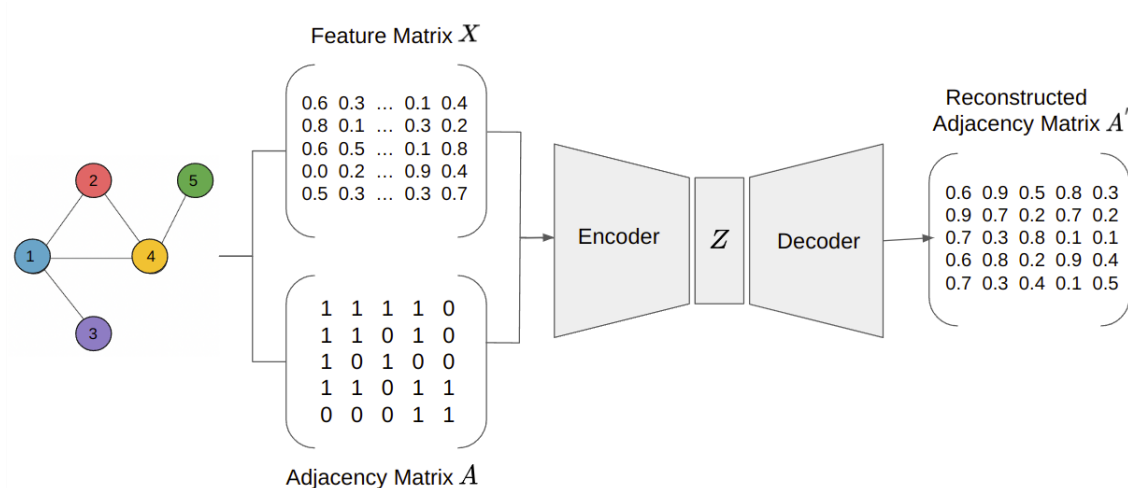 Feature Matrix X
0.6 0.3 … 0.1 0.4
0.8 0.1 … 0.3 0.2
0.6 0.5 … 0.1 0.8
0.0 0.2 … 0.9 0.4
0.5 0.3 … 0.3 0.7
2
5
1
4
3
1 1 1 1 0
1 1 0 1 0
1 0 1 0 0
1 1 0 1 1
0 0 0 1 1
Adjacency Matrix A
Encoder
Z
Decoder
Reconstructed
Adjacency Matrix A′
0.6 0.9 0.5 0.8 0.3
0.9 0.7 0.2 0.7 0.2
0.7 0.3 0.8 0.1 0.1
0.6 0.8 0.2 0.9 0.4
0.7 0.3 0.4 0.1 0.5